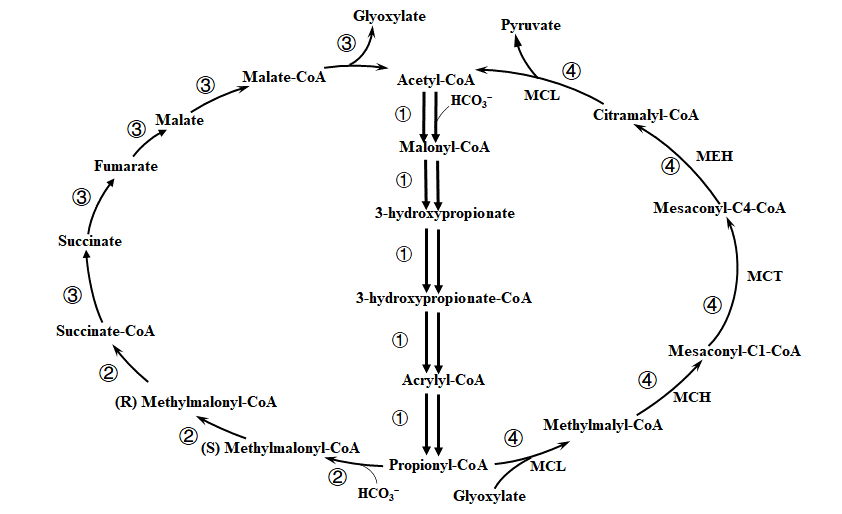 Glyoxylate
Pyruvate
③
④
Malate-CoA
Acetyl-CoA
③
MCL
HCO₃⁻
①
Citramalyl-CoA
Malate
③
Malonyl-CoA
MEH
Fumarate
④
①
③
Mesaconyl-C4-CoA
3-hydroxypropionate
Succinate
①
MCT
③
3-hydroxypropionate-CoA
④
Succinate-CoA
①
Mesaconyl-C1-CoA
②
Acrylyl-CoA
④
MCH
(R) Methylmalonyl-CoA
①
Methylmalyl-CoA
②
④
(S) Methylmalonyl-CoA
Propionyl-CoA
MCL
②
HCO₃⁻
Glyoxylate